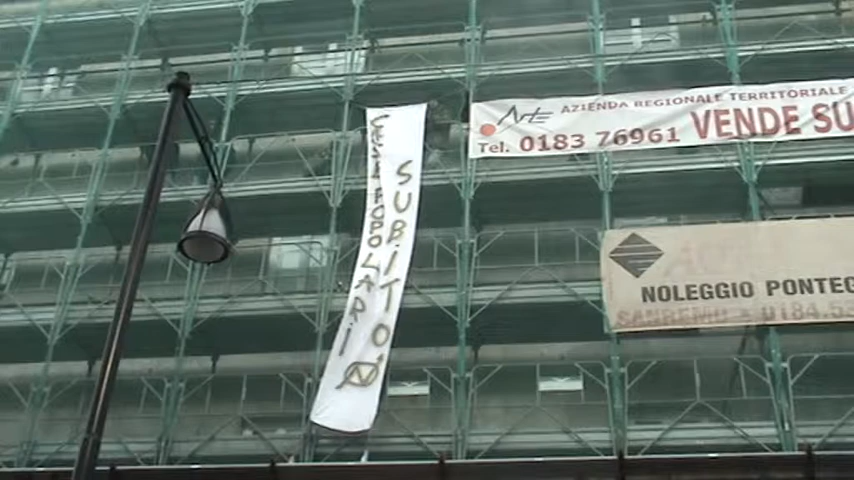 CASE POPOLARI
SUBITO
Arte AZIENDA REGIONALE TERRITORIALE
Tel. 0183 76961 VENDE SU
NOLEGGIO PONTEG
SANREMO 0184.53